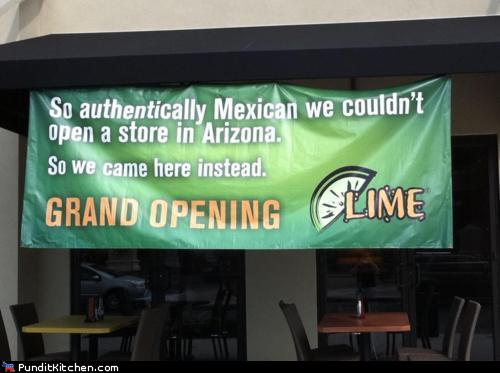 So authentically Mexican we couldn't
open a store in Arizona.
So we came here instead.
GRAND OPENING
LIME
PunditKitchen.com